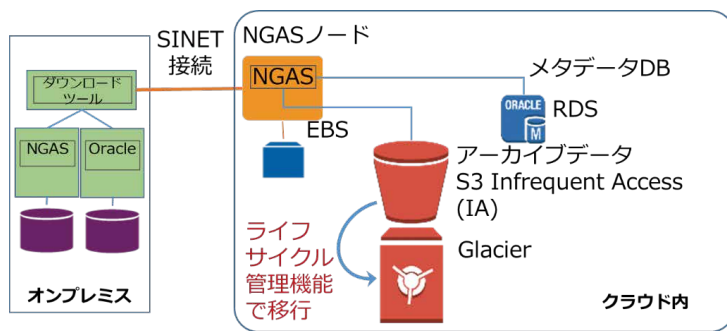 SINET
接続
ダウンロード
ツール
NGAS
Oracle
オンプレミス
NGASノード
NGAS
EBS
メタデータDB
ORACLE
M
RDS
アーカイブデータ
S3 Infrequent Access
(IA)
ライフ
サイクル
管理機能
で移行
Glacier
クラウド内